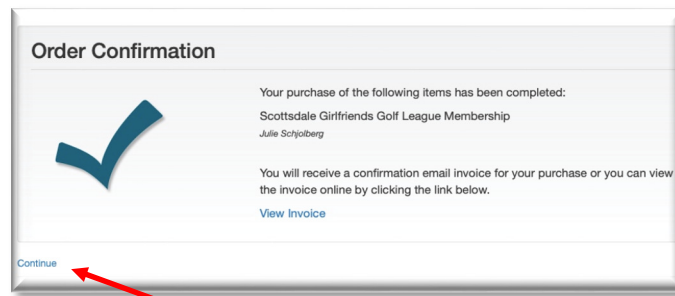 Order Confirmation
Your purchase of the following items has been completed:
Scottsdale Girlfriends Golf League Membership
Julie Schjolberg
You will receive a confirmation email invoice for your purchase or you can view
the invoice online by clicking the link below.
View Invoice
Continue